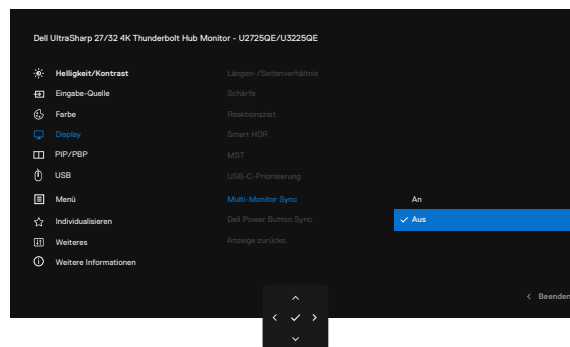 Dell UltraSharp 27/32 4K Thunderbolt Hub Monitor - U2725QE/U3225QE
Helligkeit/Kontrast
Längen-/Seitenverhältnis
Eingabe-Quelle
Schärfe
Farbe
Reaktionszeit
Display
Smart HDR
PIP/PBP
MST
USB
USB-C-Priorisierung
Menü
Multi-Monitor Sync
An
Individualisieren
Dell Power Button Sync
Aus
Weiteres
Anzeige zurücks.
Weitere Informationen
Beenden